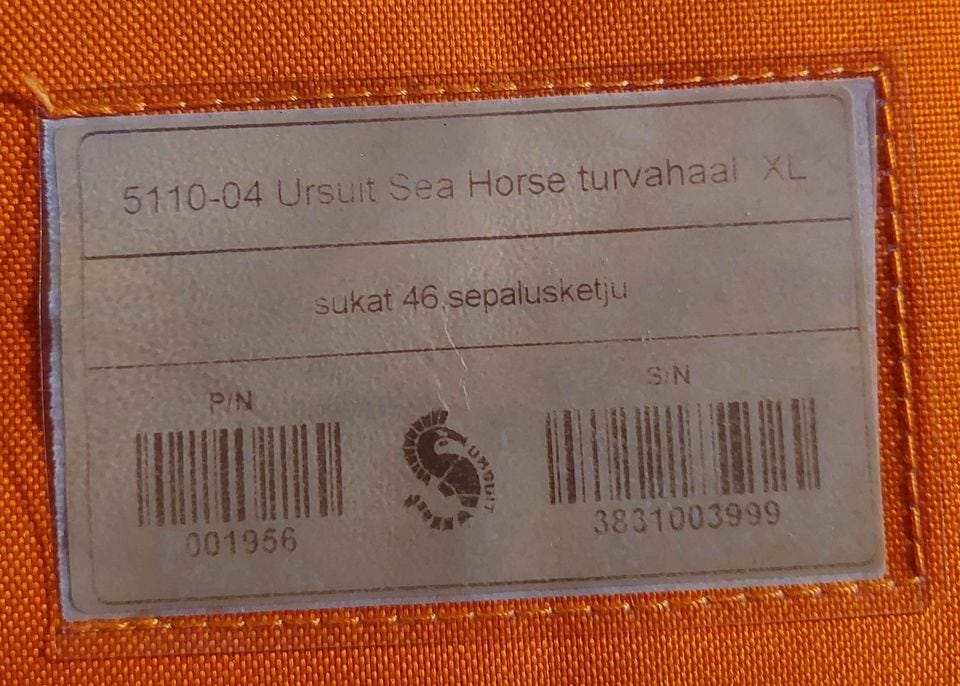 5110-04 Ursuit Sea Horse turvahaal XL
sukat 46,sepalusketju
P/N
S/N
URSUIT
001956
3831003999